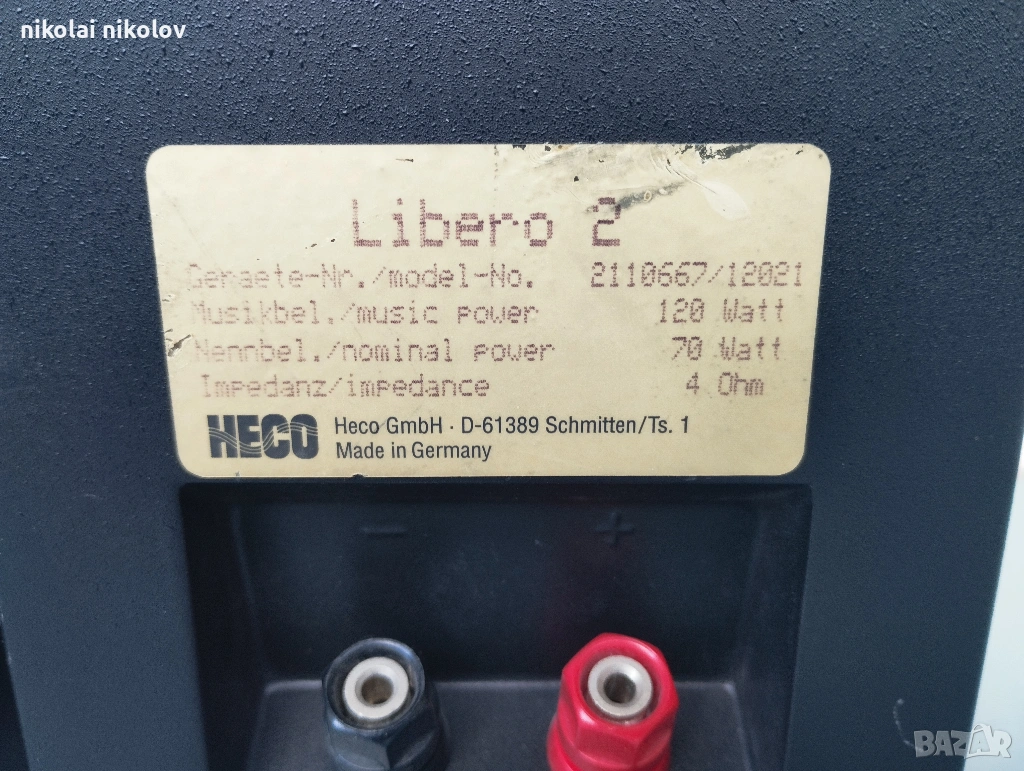 nikolai nikolov
Libero 2
Geraete-Nr./model-No. 2110667/12021
Musikbel./music power 120 Watt
Nennbel./nominal power 70 Watt
Impedanz/impedance 4 Ohm
HECO Heco GmbH · D-61389 Schmitten/Ts. 1
Made in Germany
− +
BAZAR